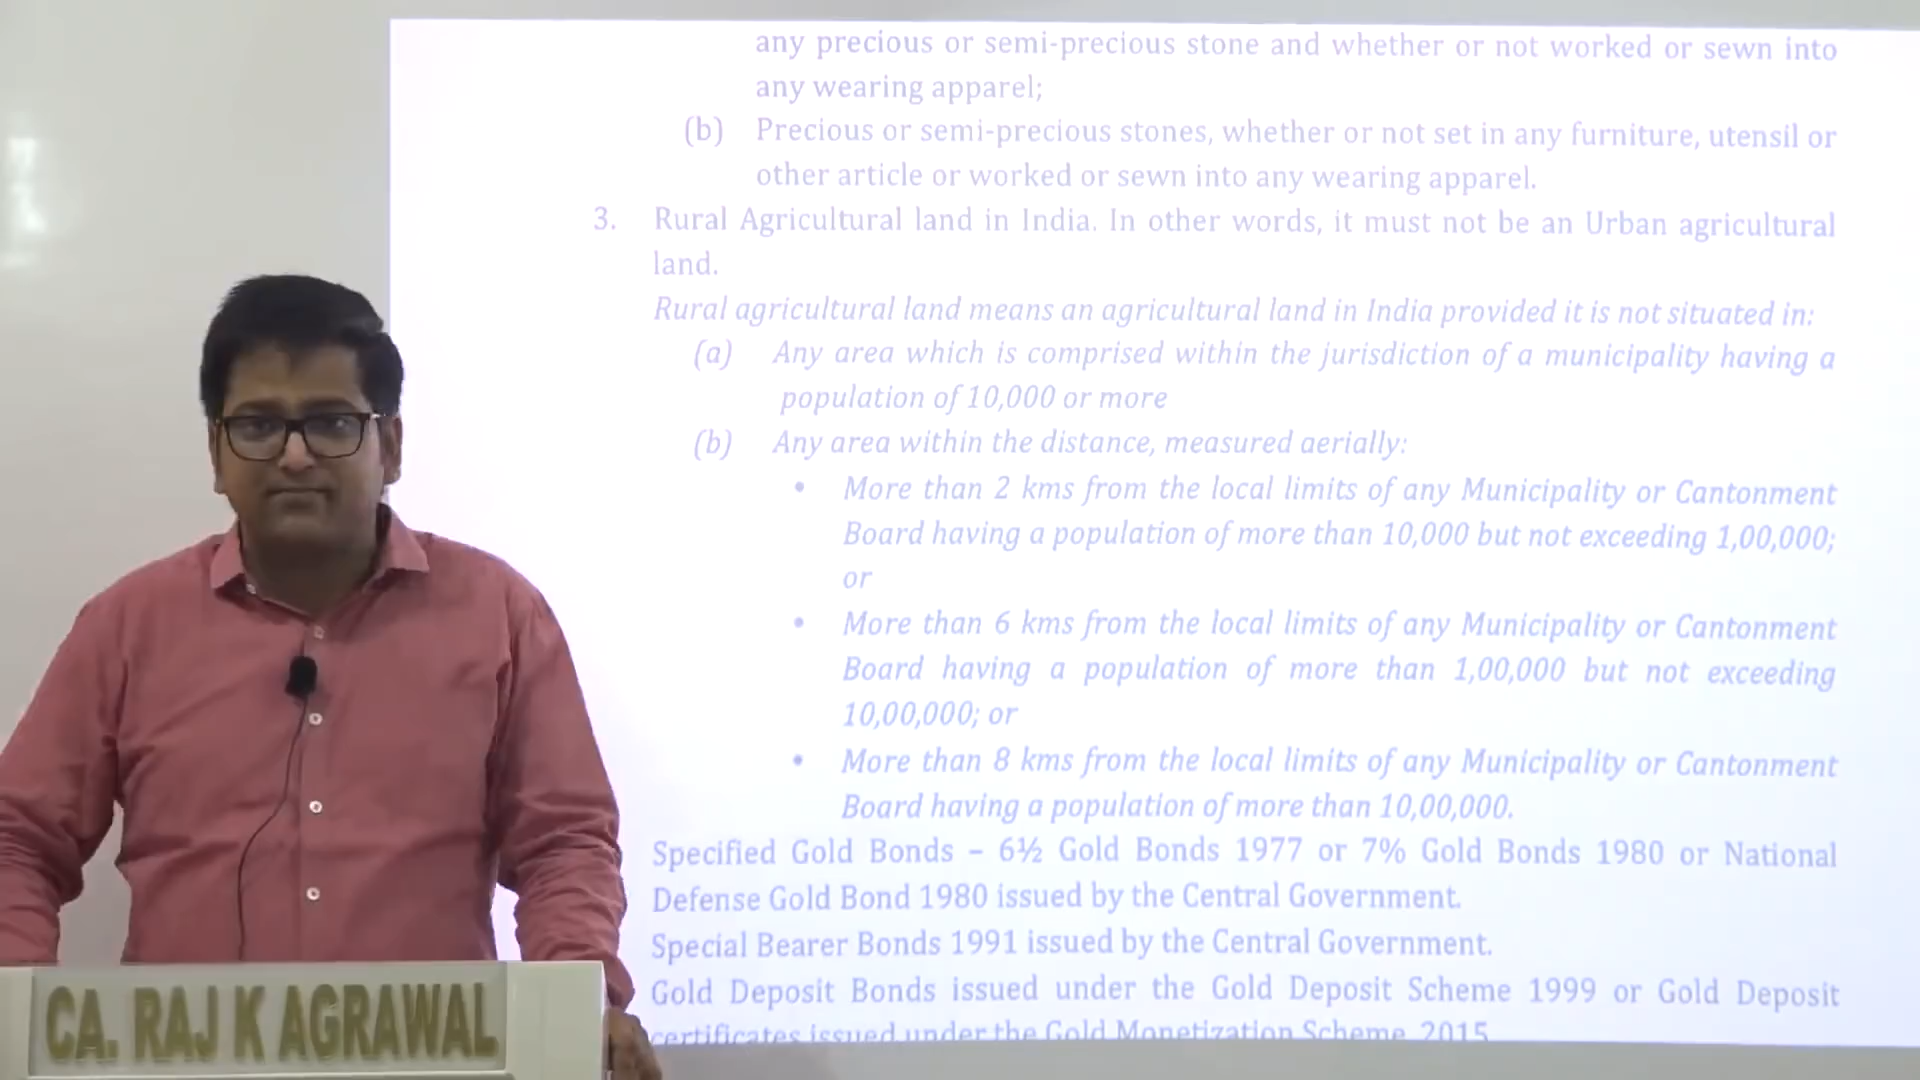 any precious or semi-precious stone and whether or not worked or sewn into
any wearing apparel;
(b) Precious or semi-precious stones, whether or not set in any furniture, utensil or
other article or worked or sewn into any wearing apparel.
3. Rural Agricultural land in India. In other words, it must not be an Urban agricultural
land.
Rural agricultural land means an agricultural land in India provided it is not situated in:
(a) Any area which is comprised within the jurisdiction of a municipality having a
population of 10,000 or more
(b) Any area within the distance, measured aerially:
• More than 2 kms from the local limits of any Municipality or Cantonment
Board having a population of more than 10,000 but not exceeding 1,00,000;
or
• More than 6 kms from the local limits of any Municipality or Cantonment
Board having a population of more than 1,00,000 but not exceeding
10,00,000; or
• More than 8 kms from the local limits of any Municipality or Cantonment
Board having a population of more than 10,00,000.
Specified Gold Bonds – 6½ Gold Bonds 1977 or 7% Gold Bonds 1980 or National
Defense Gold Bond 1980 issued by the Central Government.
Special Bearer Bonds 1991 issued by the Central Government.
Gold Deposit Bonds issued under the Gold Deposit Scheme 1999 or Gold Deposit
certificates issued under the Gold Monetization Scheme, 2015
CA. RAJ K AGRAWAL